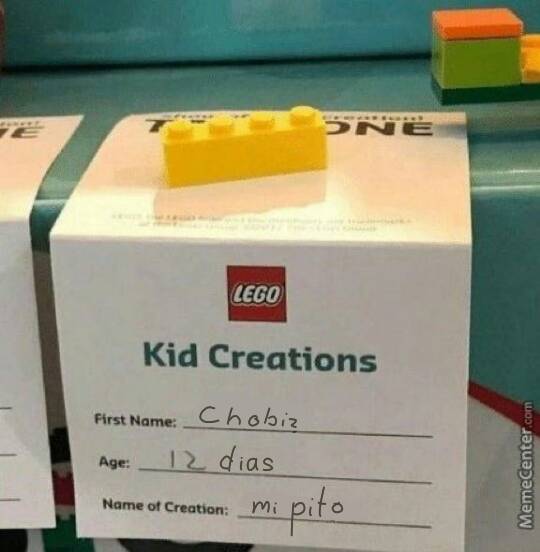 ONE
LEGO
Kid Creations
First Name: Chobiz
Age: 12 dias
Name of Creation: mi pito
MemeCenter.com